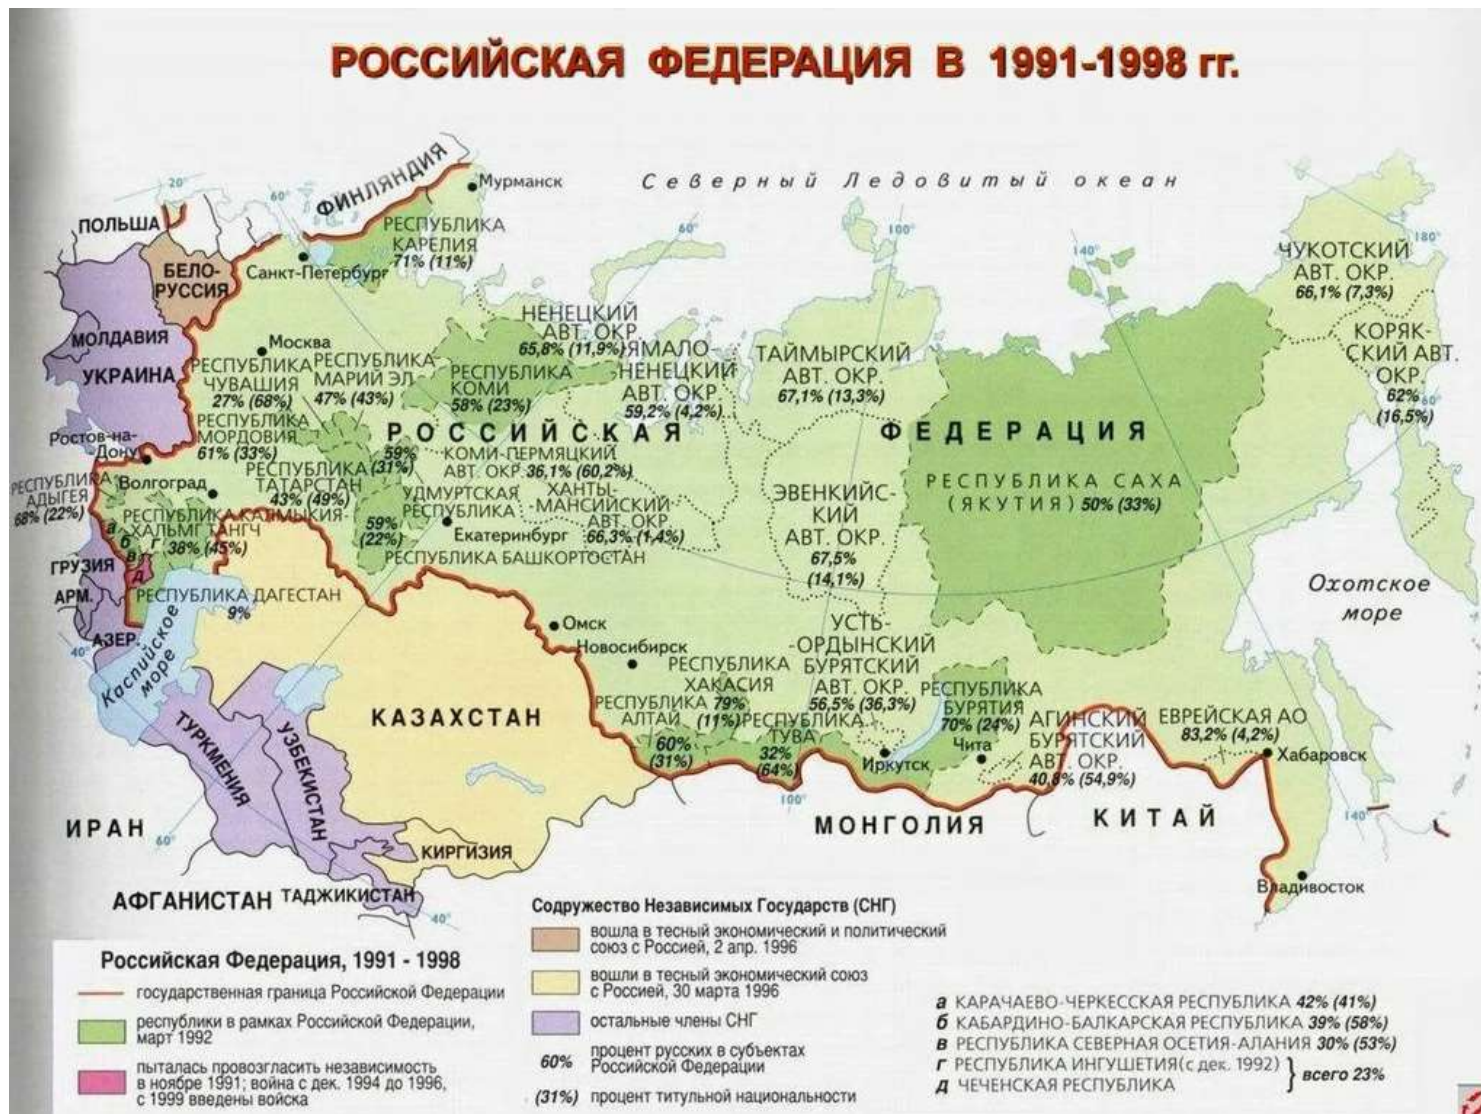 РОССИЙСКАЯ ФЕДЕРАЦИЯ В 1991-1998 гг.
Северный Ледовитый океан
ФИНЛЯНДИЯ
Мурманск
20°
60°
60°
100°
140°
180°
ПОЛЬША
РЕСПУБЛИКА
КАРЕЛИЯ
71% (11%)
Санкт-Петербург
БЕЛО-
РУССИЯ
ЧУКОТСКИЙ
АВТ. ОКР.
66,1% (7,3%)
НЕНЕЦКИЙ
АВТ. ОКР.
65,8% (11,9%)
КОРЯК-
СКИЙ АВТ.
ОКР.
62%
(16,5%)
60°
МОЛДАВИЯ
УКРАИНА
Москва
РЕСПУБЛИКА
ЧУВАШИЯ
27% (68%)
РЕСПУБЛИКА
МАРИЙ ЭЛ
47% (43%)
РЕСПУБЛИКА
КОМИ
58% (23%)
ЯМАЛО-
НЕНЕЦКИЙ
АВТ. ОКР.
59,2% (4,2%)
ТАЙМЫРСКИЙ
АВТ. ОКР.
67,1% (13,3%)
РОССИЙСКАЯ ФЕДЕРАЦИЯ
Ростов-на-
Дону
РЕСПУБЛИКА
МОРДОВИЯ
61% (33%)
59%
(31%)
КОМИ-ПЕРМЯЦКИЙ
АВТ. ОКР. 36,1% (60,2%)
РЕСПУБЛИКА САХА
(ЯКУТИЯ) 50% (33%)
РЕСПУБЛИКА
АДЫГЕЯ
68% (22%)
Волгоград
РЕСПУБЛИКА
ТАТАРСТАН
43% (49%)
УДМУРТСКАЯ
РЕСПУБЛИКА
ХАНТЫ-
МАНСИЙСКИЙ
АВТ. ОКР.
66,3% (1,4%)
ЭВЕНКИЙС-
КИЙ
АВТ. ОКР.
67,5%
(14,1%)
РЕСПУБЛИКА КАЛМЫКИЯ-
ХАЛЬМГ ТАНГЧ
38% (45%)
59%
(22%)
Екатеринбург
РЕСПУБЛИКА БАШКОРТОСТАН
а
б
в
г
д
ГРУЗИЯ
АРМ.
АЗЕР.
40°
РЕСПУБЛИКА ДАГЕСТАН
9%
Каспийское
море
Охотское
море
Омск
Новосибирск
УСТЬ-
-ОРДЫНСКИЙ
БУРЯТСКИЙ
АВТ. ОКР.
56,5% (36,3%)
РЕСПУБЛИКА
ХАКАСИЯ
79%
(11%)
РЕСПУБЛИКА
АЛТАЙ
60%
(31%)
РЕСПУБЛИКА
ТУВА
32%
(64%)
РЕСПУБЛИКА
БУРЯТИЯ
70% (24%)
Чита
Иркутск
АГИНСКИЙ
БУРЯТСКИЙ
АВТ. ОКР.
40,8% (54,9%)
ЕВРЕЙСКАЯ АО
83,2% (4,2%)
Хабаровск
КАЗАХСТАН
ТУРКМЕНИЯ
УЗБЕКИСТАН
100°
140°
ИРАН
60°
МОНГОЛИЯ
КИТАЙ
КИРГИЗИЯ
Владивосток
АФГАНИСТАН
ТАДЖИКИСТАН
40°
Российская Федерация, 1991 - 1998
государственная граница Российской Федерации
республики в рамках Российской Федерации,
март 1992
пыталась провозгласить независимость
в ноябре 1991; война с дек. 1994 до 1996,
с 1999 введены войска
Содружество Независимых Государств (СНГ)
вошла в тесный экономический и политический
союз с Россией, 2 апр. 1996
вошли в тесный экономический союз
с Россией, 30 марта 1996
остальные члены СНГ
60% процент русских в субъектах
Российской Федерации
(31%) процент титульной национальности
а КАРАЧАЕВО-ЧЕРКЕССКАЯ РЕСПУБЛИКА 42% (41%)
б КАБАРДИНО-БАЛКАРСКАЯ РЕСПУБЛИКА 39% (58%)
в РЕСПУБЛИКА СЕВЕРНАЯ ОСЕТИЯ-АЛАНИЯ 30% (53%)
г РЕСПУБЛИКА ИНГУШЕТИЯ(с дек. 1992)
д ЧЕЧЕНСКАЯ РЕСПУБЛИКА
всего 23%